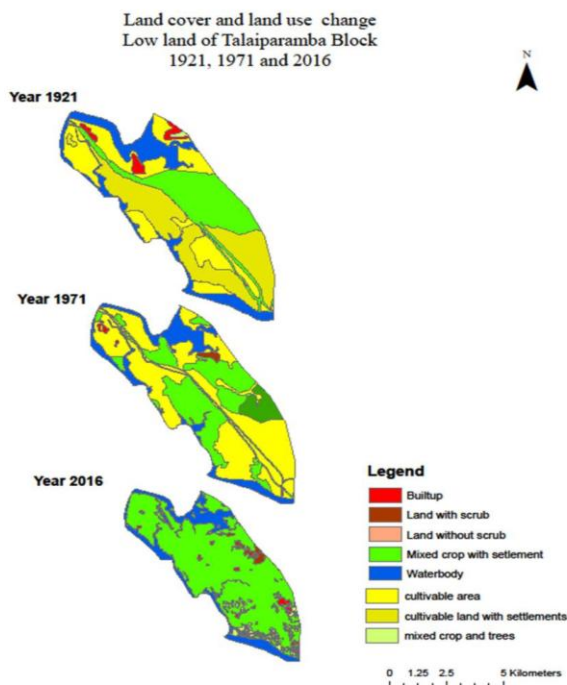 Land cover and land use change
Low land of Talaiparamba Block
1921, 1971 and 2016
N
Year 1921
Year 1971
Year 2016
Legend
Builtup
Land with scrub
Land without scrub
Mixed crop with setlement
Waterbody
cultivable area
cultivable land with settlements
mixed crop and trees
0 1.25 2.5 5 Kilometers